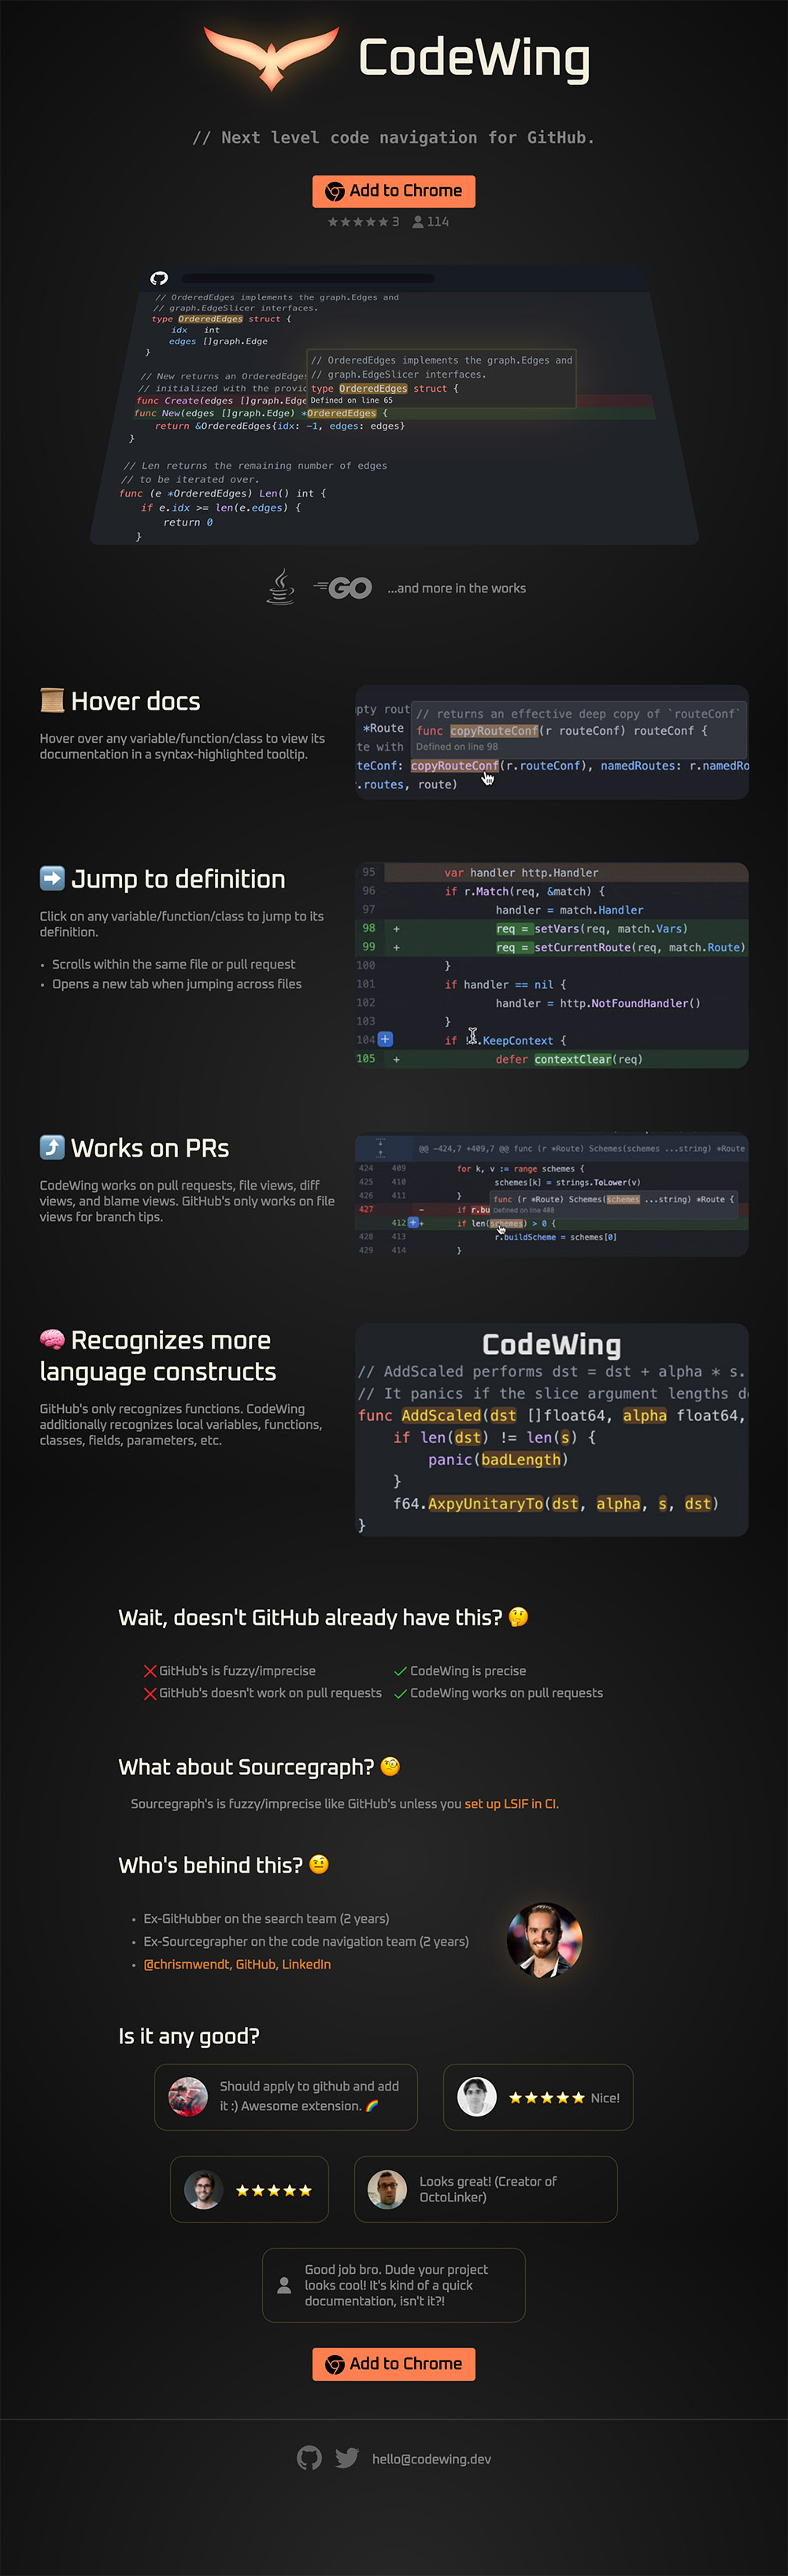 CodeWing
// Next level code navigation for GitHub.
Add to Chrome
★★★★★ 3 114
// OrderedEdges implements the graph.Edges and
// graph.EdgeSlicer interfaces.
type OrderedEdges struct {
idx int
edges []graph.Edge
}
// New returns an OrderedEdges
// initialized with the provid
func Create(edges []graph.Edge
func New(edges []graph.Edge) *OrderedEdges {
return &OrderedEdges{idx: -1, edges: edges}
}
// OrderedEdges implements the graph.Edges and
// graph.EdgeSlicer interfaces.
type OrderedEdges struct {
Defined on line 65
// Len returns the remaining number of edges
// to be iterated over.
func (e *OrderedEdges) Len() int {
if e.idx >= len(e.edges) {
return 0
}
GO
...and more in the works
Hover docs
Hover over any variable/function/class to view its
documentation in a syntax-highlighted tooltip.
pty rout
*Route
te with
// returns an effective deep copy of `routeConf`
func copyRouteConf(r routeConf) routeConf {
Defined on line 98
teConf: copyRouteConf(r.routeConf), namedRoutes: r.namedRo
.routes, route)
Jump to definition
Click on any variable/function/class to jump to its
definition.
• Scrolls within the same file or pull request
• Opens a new tab when jumping across files
95 var handler http.Handler
96 if r.Match(req, &match) {
97 handler = match.Handler
98 + req = setVars(req, match.Vars)
99 + req = setCurrentRoute(req, match.Route)
100 }
101 if handler == nil {
102 handler = http.NotFoundHandler()
103 }
104 + if .KeepContext {
105 + defer contextClear(req)
Works on PRs
CodeWing works on pull requests, file views, diff
views, and blame views. GitHub's only works on file
views for branch tips.
@@ -424,7 +409,7 @@ func (r *Route) Schemes(schemes ...string) *Route
424 409 for k, v := range schemes {
425 410 schemes[k] = strings.ToLower(v)
426 411 }
func (r *Route) Schemes(schemes ...string) *Route {
Defined on line 408
427 - if r.bu
412 + + if len(schemes) > 0 {
428 413 r.buildScheme = schemes[0]
429 414 }
Recognizes more
language constructs
GitHub's only recognizes functions. CodeWing
additionally recognizes local variables, functions,
classes, fields, parameters, etc.
CodeWing
// AddScaled performs dst = dst + alpha * s.
// It panics if the slice argument lengths d
func AddScaled(dst []float64, alpha float64,
if len(dst) != len(s) {
panic(badLength)
}
f64.AxpyUnitaryTo(dst, alpha, s, dst)
}
Wait, doesn't GitHub already have this? 🤔
❌ GitHub's is fuzzy/imprecise
✓ CodeWing is precise
❌ GitHub's doesn't work on pull requests
✓ CodeWing works on pull requests
What about Sourcegraph? 🧐
Sourcegraph's is fuzzy/imprecise like GitHub's unless you set up LSIF in CI.
Who's behind this? 🤨
• Ex-GitHubber on the search team (2 years)
• Ex-Sourcegrapher on the code navigation team (2 years)
• @chrismwendt, GitHub, LinkedIn
Is it any good?
Should apply to github and add
it :) Awesome extension. 🌈
⭐⭐⭐⭐⭐ Nice!
⭐⭐⭐⭐⭐
Looks great! (Creator of
OctoLinker)
Good job bro. Dude your project
looks cool! It's kind of a quick
documentation, isn't it?!
Add to Chrome
hello@codewing.dev